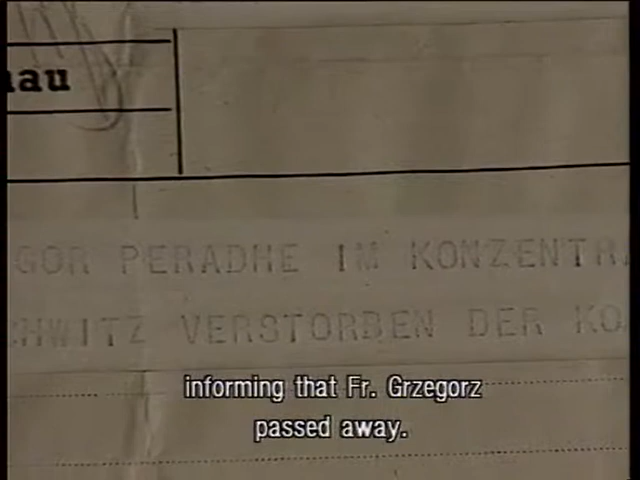 au
GOR PERADHE IM KONZENTR
HWITZ VERSTORBEN DER KO
informing that Fr. Grzegorz
passed away.